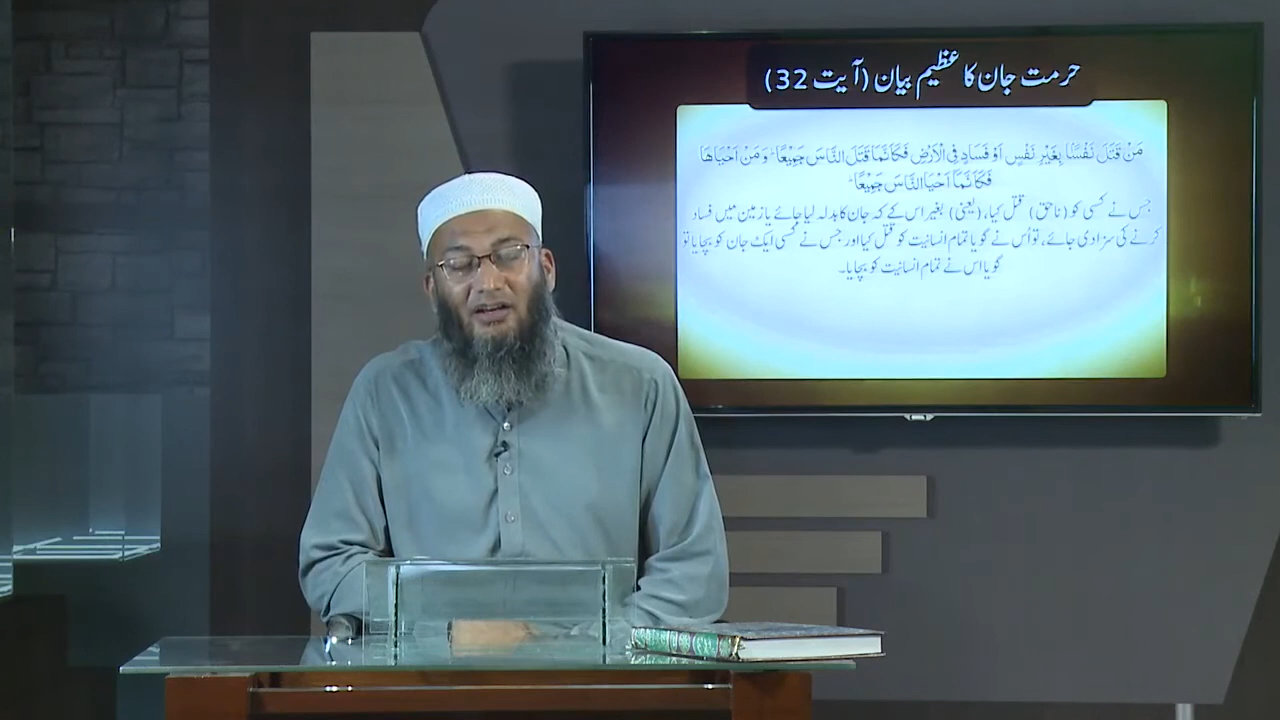 حرمت جان کا عظیم بیان (آیت 32)
مَنْ قَتَلَ نَفْسًا بِغَيْرِ نَفْسٍ اَوْ فَسَادٍ فِى الْاَرْضِ فَكَاَنَّمَا قَتَلَ النَّاسَ جَمِيْعًا ۚ وَمَنْ اَحْيَاهَا
فَكَاَنَّمَآ اَحْيَا النَّاسَ جَمِيْعًا ۚ
جس نے کسی کو (ناحق) قتل کیا، (یعنی) بغیر اس کے کہ جان کا بدلہ لیا جائے یا زمین میں فساد
کرنے کی سزا دی جائے، تو اُس نے گویا تمام انسانیت کو قتل کیا اور جس نے کسی ایک جان کو بچایا تو
گویا اس نے تمام انسانیت کو بچایا۔